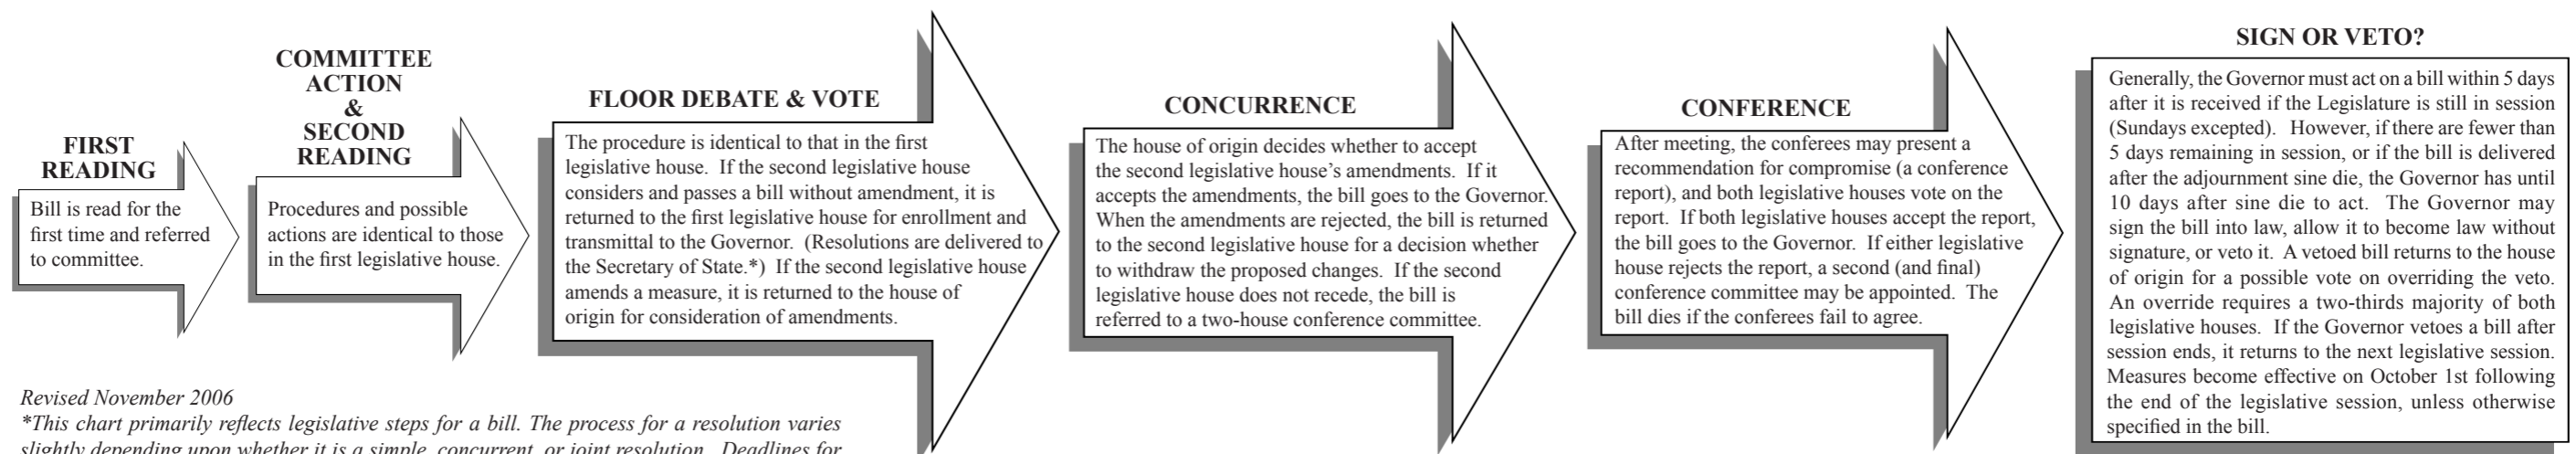 FIRST
READING
Bill is read for the
first time and referred
to committee.
COMMITTEE
ACTION
&
SECOND
READING
Procedures and possible
actions are identical to those
in the first legislative house.
FLOOR DEBATE & VOTE
The procedure is identical to that in the first
legislative house. If the second legislative house
considers and passes a bill without amendment, it is
returned to the first legislative house for enrollment and
transmittal to the Governor. (Resolutions are delivered to
the Secretary of State.*) If the second legislative house
amends a measure, it is returned to the house of
origin for consideration of amendments.
CONCURRENCE
The house of origin decides whether to accept
the second legislative house's amendments. If it
accepts the amendments, the bill goes to the Governor.
When the amendments are rejected, the bill is returned
to the second legislative house for a decision whether
to withdraw the proposed changes. If the second
legislative house does not recede, the bill is
referred to a two-house conference committee.
CONFERENCE
After meeting, the conferees may present a
recommendation for compromise (a conference
report), and both legislative houses vote on the
report. If both legislative houses accept the report,
the bill goes to the Governor. If either legislative
house rejects the report, a second (and final)
conference committee may be appointed. The
bill dies if the conferees fail to agree.
SIGN OR VETO?
Generally, the Governor must act on a bill within 5 days
after it is received if the Legislature is still in session
(Sundays excepted). However, if there are fewer than
5 days remaining in session, or if the bill is delivered
after the adjournment sine die, the Governor has until
10 days after sine die to act. The Governor may
sign the bill into law, allow it to become law without
signature, or veto it. A vetoed bill returns to the house
of origin for a possible vote on overriding the veto.
An override requires a two-thirds majority of both
legislative houses. If the Governor vetoes a bill after
session ends, it returns to the next legislative session.
Measures become effective on October 1st following
the end of the legislative session, unless otherwise
specified in the bill.
Revised November 2006
*This chart primarily reflects legislative steps for a bill. The process for a resolution varies
slightly depending upon whether it is a simple, concurrent, or joint resolution. Deadlines for